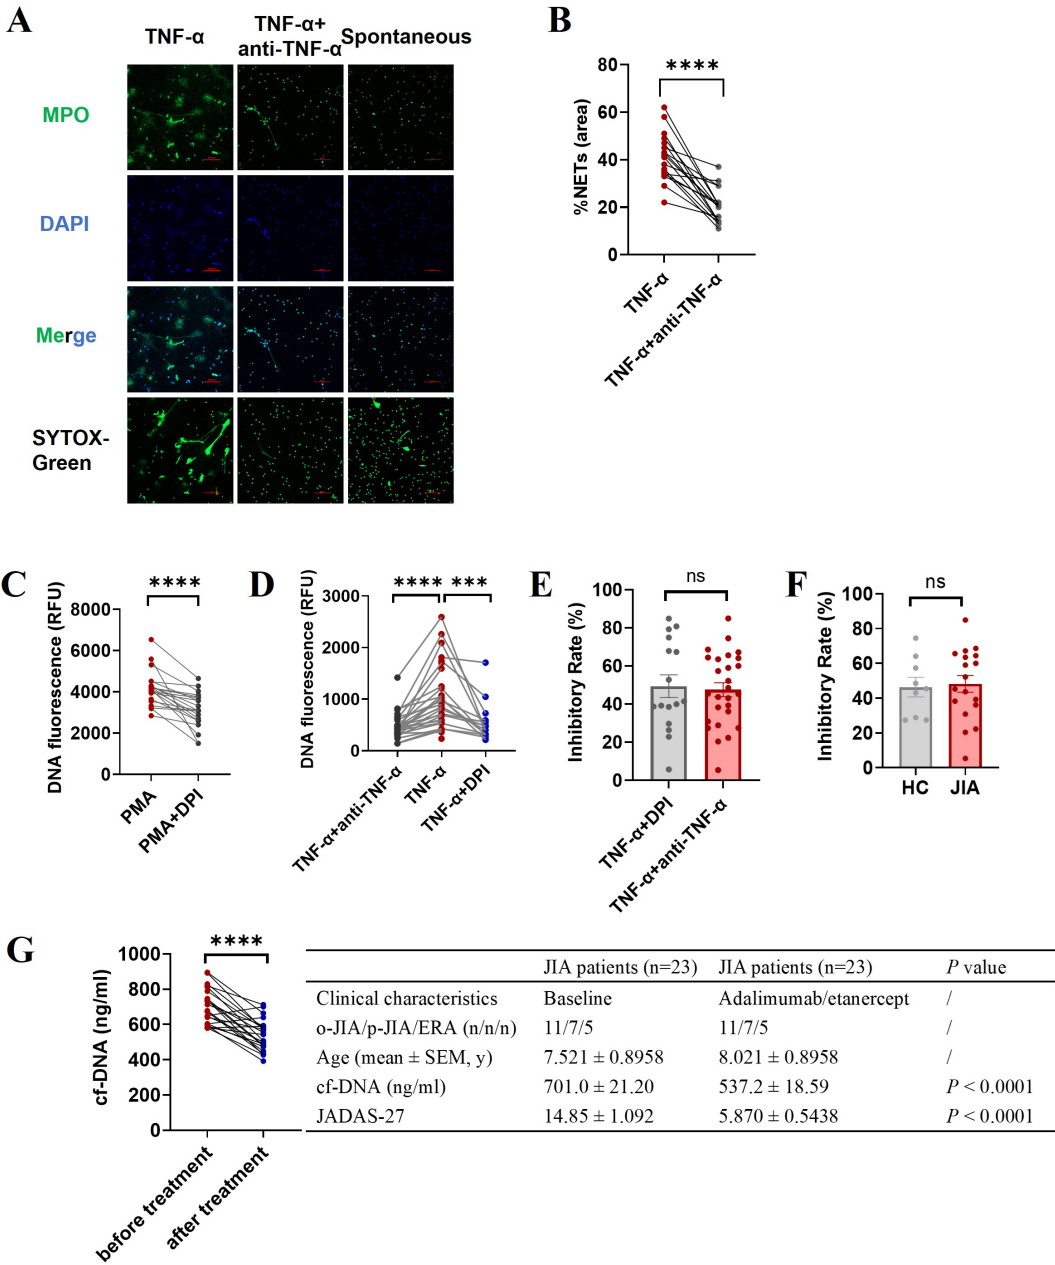 A
TNF-α
TNF-α+
anti-TNF-α
Spontaneous
MPO
DAPI
Merge
SYTOX-
Green
B
****
%NETs (area)
80
60
40
20
0
TNF-α
TNF-α+anti-TNF-α
C
****
DNA fluorescence (RFU)
8000
6000
4000
2000
0
PMA
PMA+DPI
D
**** ***
DNA fluorescence (RFU)
3000
2000
1000
0
TNF-α+anti-TNF-α
TNF-α
TNF-α+DPI
E
ns
Inhibitory Rate (%)
100
80
60
40
20
0
TNF-α+DPI
TNF-α+anti-TNF-α
F
ns
Inhibitory Rate (%)
100
80
60
40
20
0
HC JIA
G
****
cf-DNA (ng/ml)
1000
800
600
400
200
0
before treatment
after treatment
JIA patients (n=23) JIA patients (n=23) P value
Clinical characteristics Baseline Adalimumab/etanercept /
o-JIA/p-JIA/ERA (n/n/n) 11/7/5 11/7/5 /
Age (mean ± SEM, y) 7.521 ± 0.8958 8.021 ± 0.8958 /
cf-DNA (ng/ml) 701.0 ± 21.20 537.2 ± 18.59 P < 0.0001
JADAS-27 14.85 ± 1.092 5.870 ± 0.5438 P < 0.0001